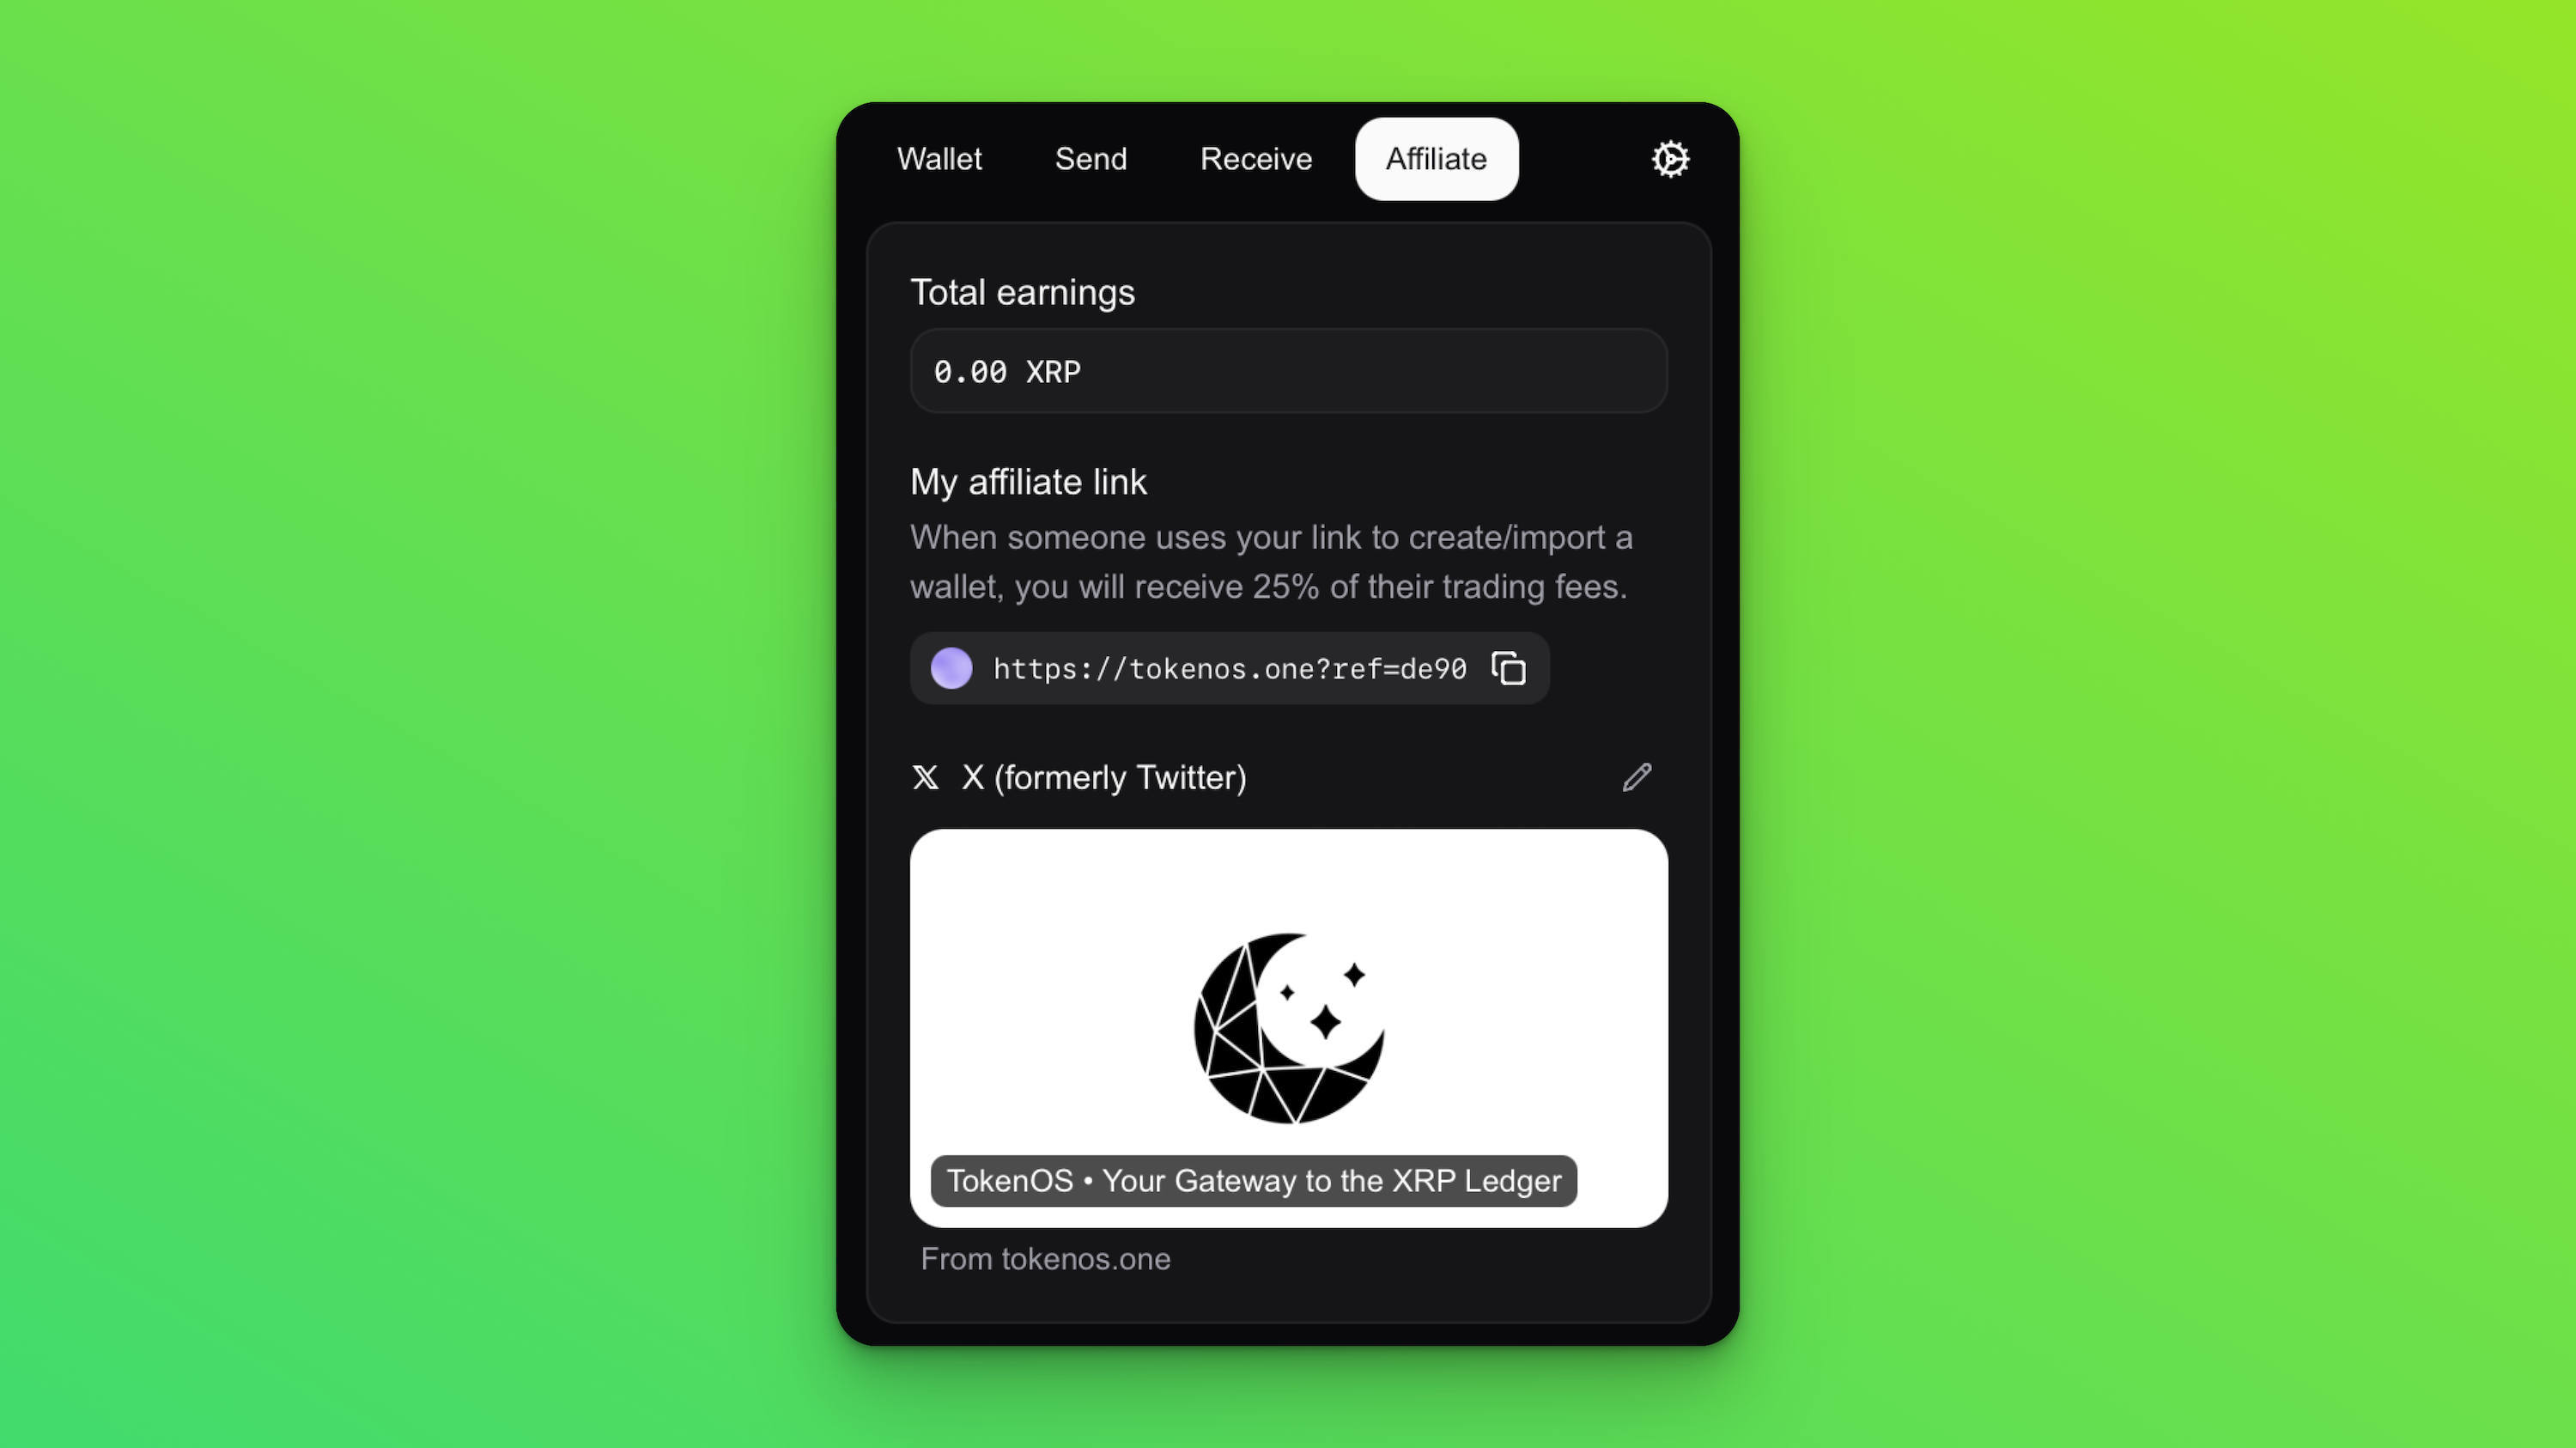 Wallet Send Receive Affiliate
Total earnings
0.00 XRP
My affiliate link
When someone uses your link to create/import a
wallet, you will receive 25% of their trading fees.
https://tokenos.one?ref=de90
X (formerly Twitter)
TokenOS • Your Gateway to the XRP Ledger
From tokenos.one